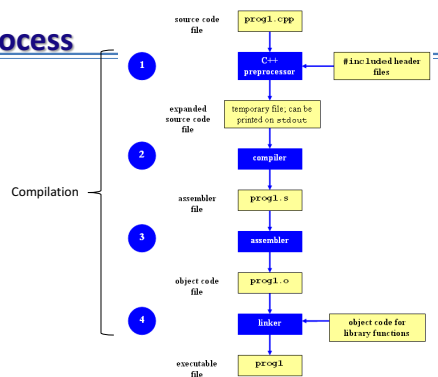 ocess
source code
file
prog1.cpp
1
C++
preprocessor
#included header
files
expanded
source code
file
temporary file; can be
printed on stdout
2
compiler
Compilation
assembler
file
prog1.s
3
assembler
object code
file
prog1.o
4
linker
object code for
library functions
executable
file
prog1